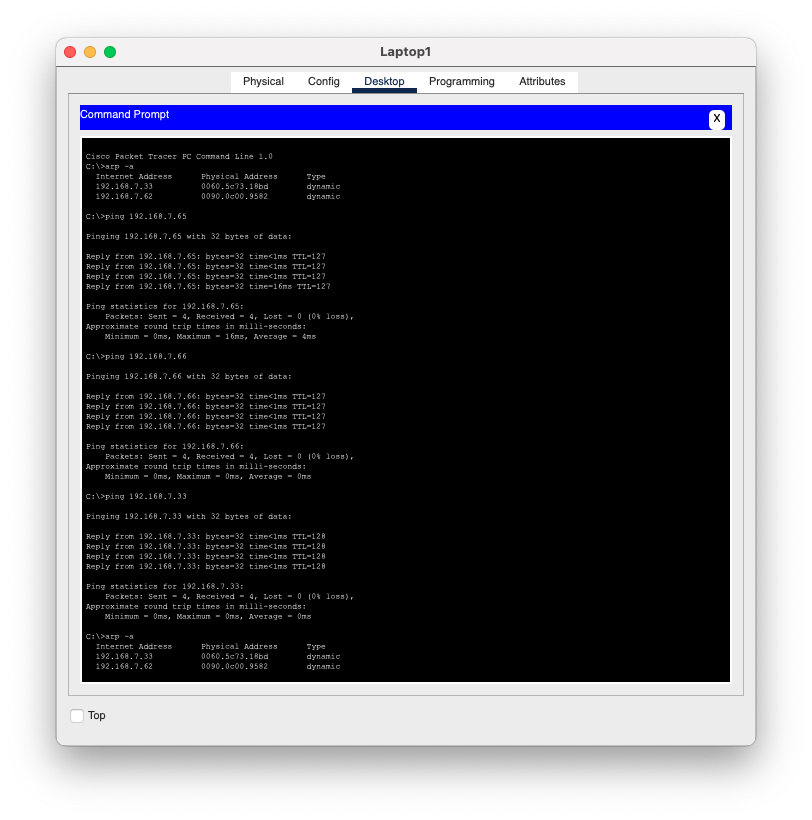 Laptop1
Physical Config Desktop Programming Attributes
Command Prompt
X
Cisco Packet Tracer PC Command Line 1.0
C:\>arp -a
  Internet Address      Physical Address      Type
  192.168.7.33          0060.5c73.18bd        dynamic
  192.168.7.62          0090.0c00.9582        dynamic
C:\>ping 192.168.7.65
Pinging 192.168.7.65 with 32 bytes of data:
Reply from 192.168.7.65: bytes=32 time<1ms TTL=127
Reply from 192.168.7.65: bytes=32 time<1ms TTL=127
Reply from 192.168.7.65: bytes=32 time<1ms TTL=127
Reply from 192.168.7.65: bytes=32 time=16ms TTL=127
Ping statistics for 192.168.7.65:
    Packets: Sent = 4, Received = 4, Lost = 0 (0% loss),
Approximate round trip times in milli-seconds:
    Minimum = 0ms, Maximum = 16ms, Average = 4ms
C:\>ping 192.168.7.66
Pinging 192.168.7.66 with 32 bytes of data:
Reply from 192.168.7.66: bytes=32 time<1ms TTL=127
Reply from 192.168.7.66: bytes=32 time<1ms TTL=127
Reply from 192.168.7.66: bytes=32 time<1ms TTL=127
Reply from 192.168.7.66: bytes=32 time<1ms TTL=127
Ping statistics for 192.168.7.66:
    Packets: Sent = 4, Received = 4, Lost = 0 (0% loss),
Approximate round trip times in milli-seconds:
    Minimum = 0ms, Maximum = 0ms, Average = 0ms
C:\>ping 192.168.7.33
Pinging 192.168.7.33 with 32 bytes of data:
Reply from 192.168.7.33: bytes=32 time<1ms TTL=128
Reply from 192.168.7.33: bytes=32 time<1ms TTL=128
Reply from 192.168.7.33: bytes=32 time<1ms TTL=128
Reply from 192.168.7.33: bytes=32 time<1ms TTL=128
Ping statistics for 192.168.7.33:
    Packets: Sent = 4, Received = 4, Lost = 0 (0% loss),
Approximate round trip times in milli-seconds:
    Minimum = 0ms, Maximum = 0ms, Average = 0ms
C:\>arp -a
  Internet Address      Physical Address      Type
  192.168.7.33          0060.5c73.18bd        dynamic
  192.168.7.62          0090.0c00.9582        dynamic
Top